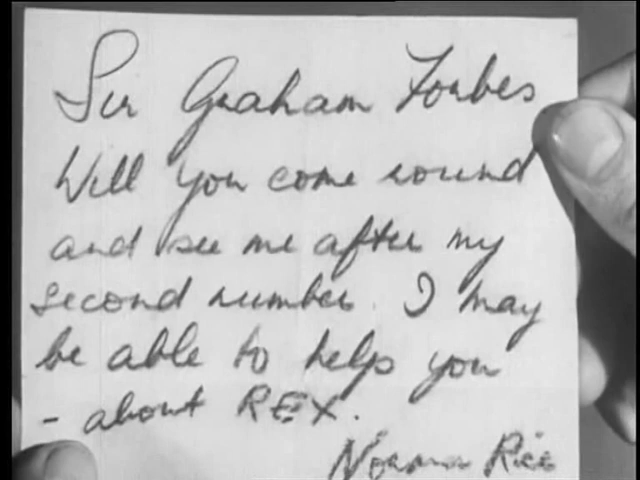 Sir Graham Forbes
Will you come round
and see me after my
second number. I may
be able to help you
- about REX.
Norma Rice